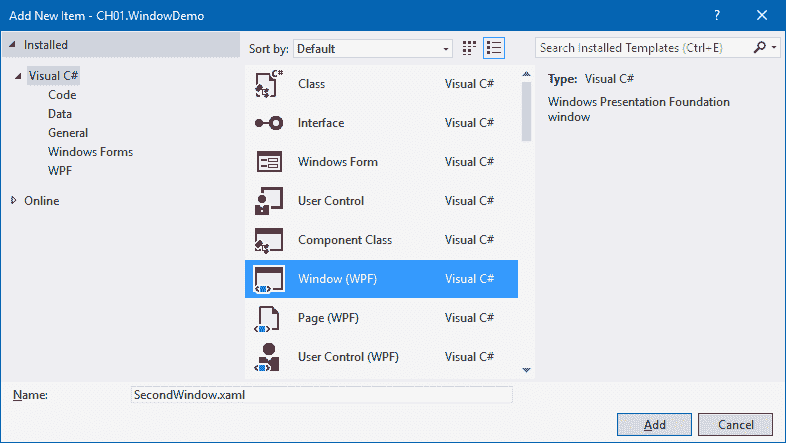 Add New Item - CH01.WindowDemo
Installed
Visual C#
Code
Data
General
Windows Forms
WPF
Online
Sort by: Default
C#
Class Visual C#
Interface Visual C#
Windows Form Visual C#
User Control Visual C#
Component Class Visual C#
Window (WPF) Visual C#
Page (WPF) Visual C#
User Control (WPF) Visual C#
Search Installed Templates (Ctrl+E)
Type: Visual C#
Windows Presentation Foundation
window
Name: SecondWindow.xaml
Add Cancel